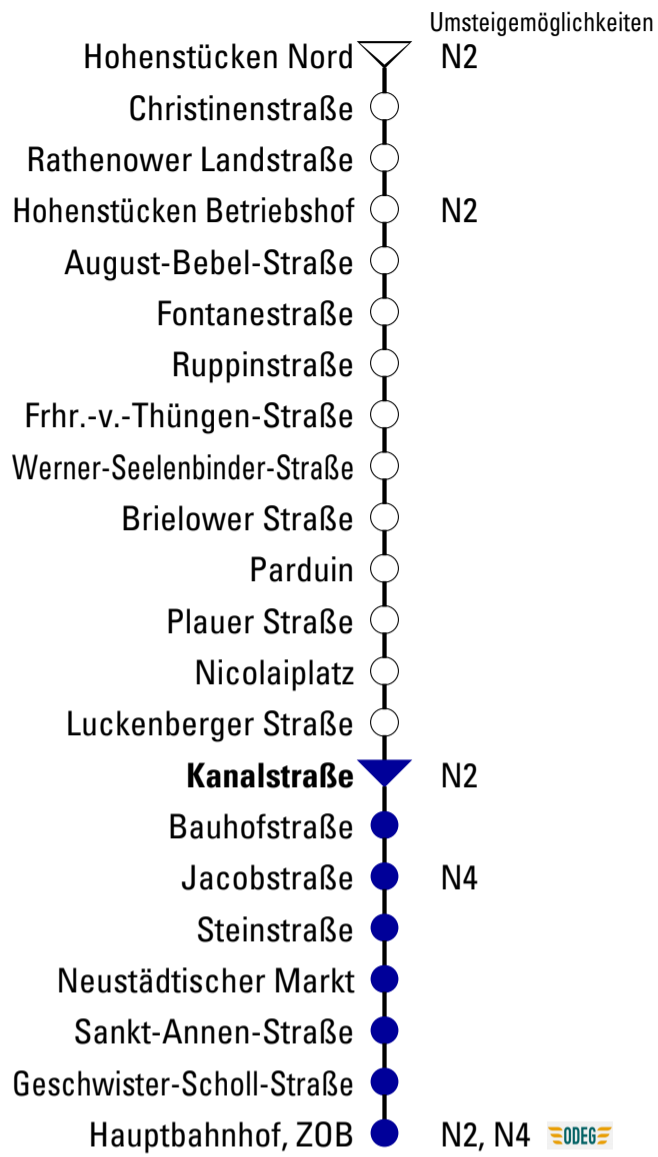 Umsteigemöglichkeiten
Hohenstücken Nord N2
Christinenstraße
Rathenower Landstraße
Hohenstücken Betriebshof N2
August-Bebel-Straße
Fontanestraße
Ruppinstraße
Frhr.-v.-Thüngen-Straße
Werner-Seelenbinder-Straße
Brielower Straße
Parduin
Plauer Straße
Nicolaiplatz
Luckenberger Straße
Kanalstraße N2
Bauhofstraße
Jacobstraße N4
Steinstraße
Neustädtischer Markt
Sankt-Annen-Straße
Geschwister-Scholl-Straße
Hauptbahnhof, ZOB N2, N4 ODEG